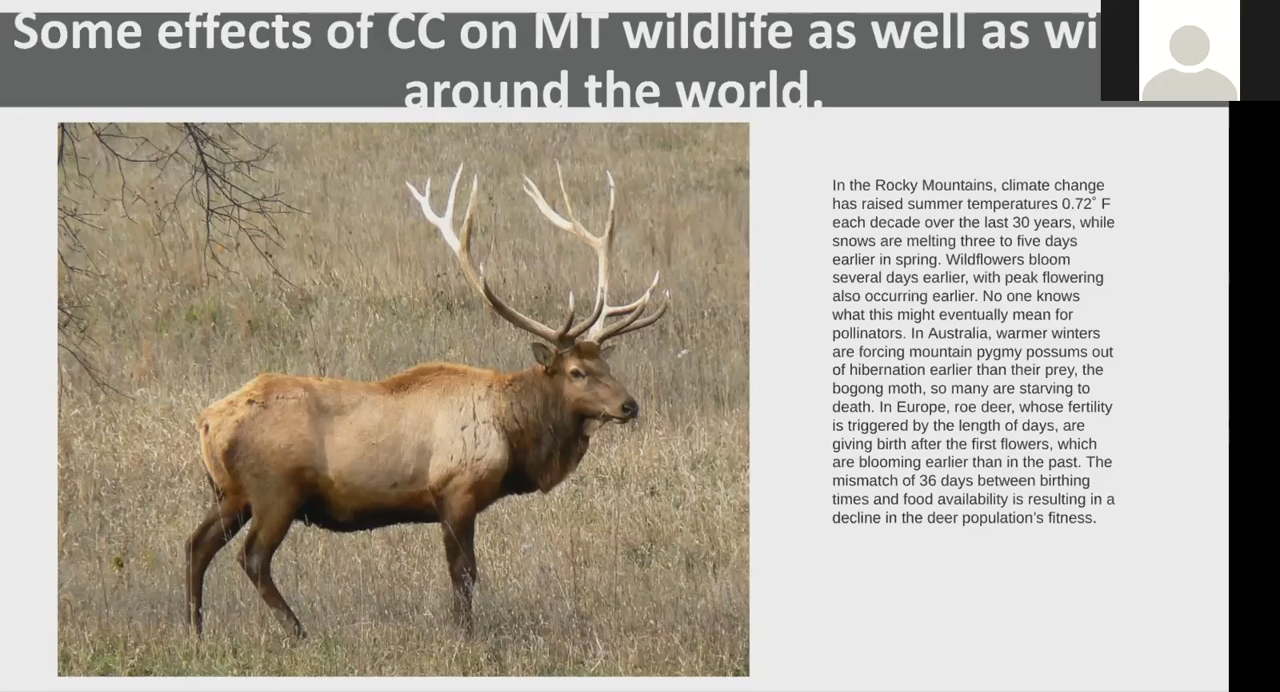 Some effects of CC on MT wildlife as well as
around the world.
In the Rocky Mountains, climate change
has raised summer temperatures 0.72° F
each decade over the last 30 years, while
snows are melting three to five days
earlier in spring. Wildflowers bloom
several days earlier, with peak flowering
also occurring earlier. No one knows
what this might eventually mean for
pollinators. In Australia, warmer winters
are forcing mountain pygmy possums out
of hibernation earlier than their prey, the
bogong moth, so many are starving to
death. In Europe, roe deer, whose fertility
is triggered by the length of days, are
giving birth after the first flowers, which
are blooming earlier than in the past. The
mismatch of 36 days between birthing
times and food availability is resulting in a
decline in the deer population's fitness.